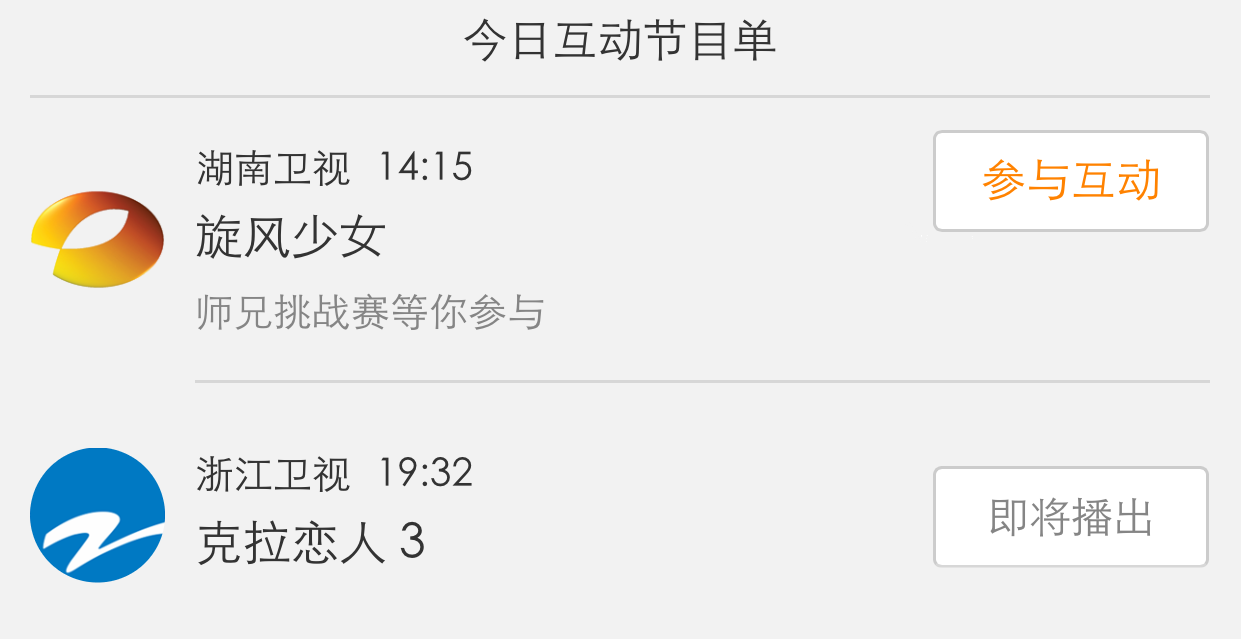 今日互动节目单
湖南卫视 14:15
参与互动
旋风少女
师兄挑战赛等你参与
浙江卫视 19:32
即将播出
克拉恋人 3